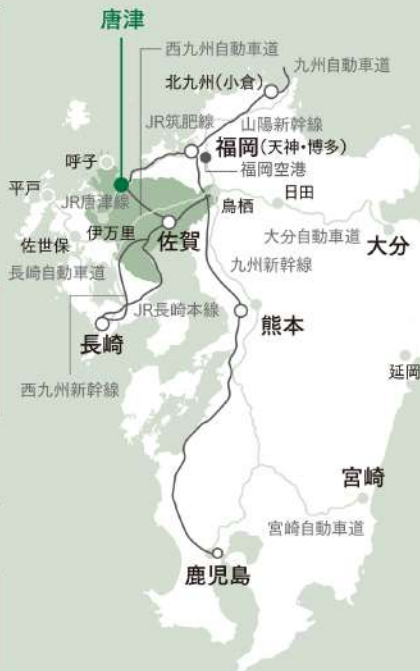 唐津
西九州自動車道
九州自動車道
北九州(小倉)
JR筑肥線
山陽新幹線
福岡(天神・博多)
福岡空港
呼子
平戸
JR唐津線
鳥栖
日田
佐世保
伊万里
佐賀
大分自動車道
大分
長崎自動車道
九州新幹線
JR長崎本線
長崎
熊本
西九州新幹線
延岡
宮崎
宮崎自動車道
鹿児島